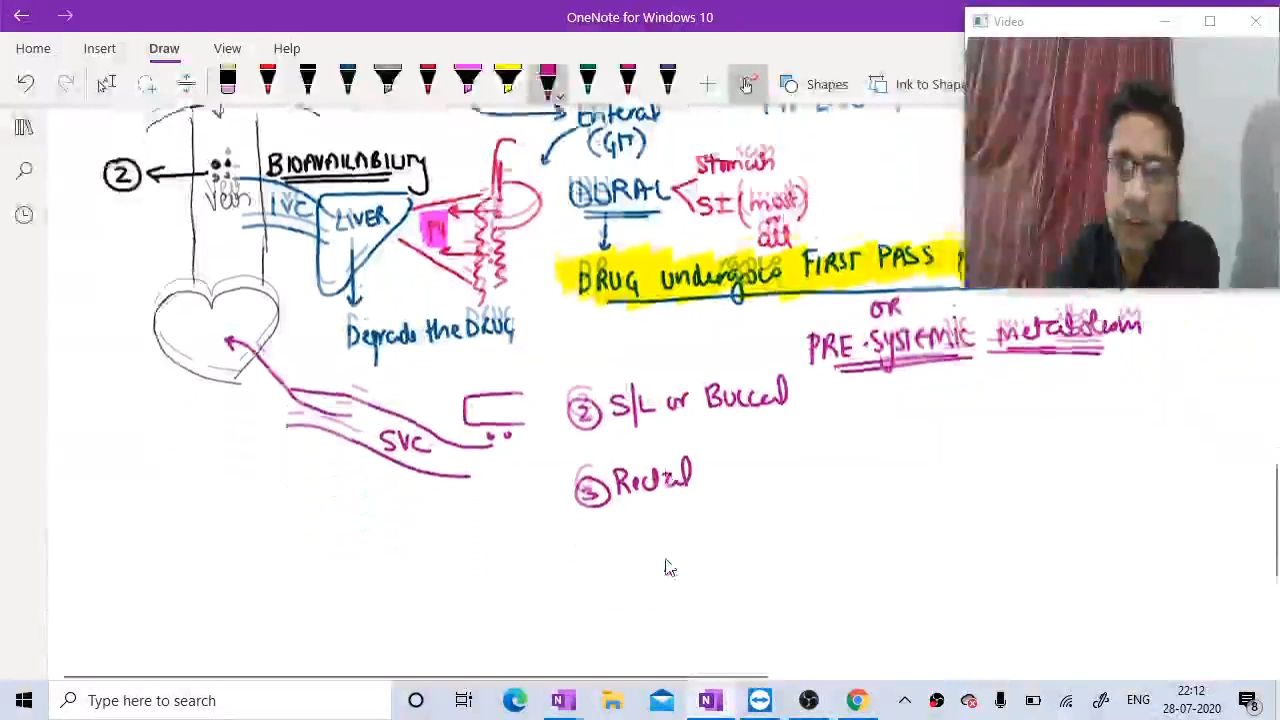 OneNote for Windows 10
Video
Home Insert Draw View Help
Shapes Ink to Shap
Enteral
(GIT)
② ← Vein
BIOAVAILABILITY
IVC
LIVER
① ORAL
Stomach
SI (most
all
DRUG undergoes FIRST PASS
OR
PRE-SYSTEMIC metabolism
Degrade the DRUG
② S/L or Buccal
SVC
③ Rectal
Type here to search
ENG
22:12
28-07-2020
8